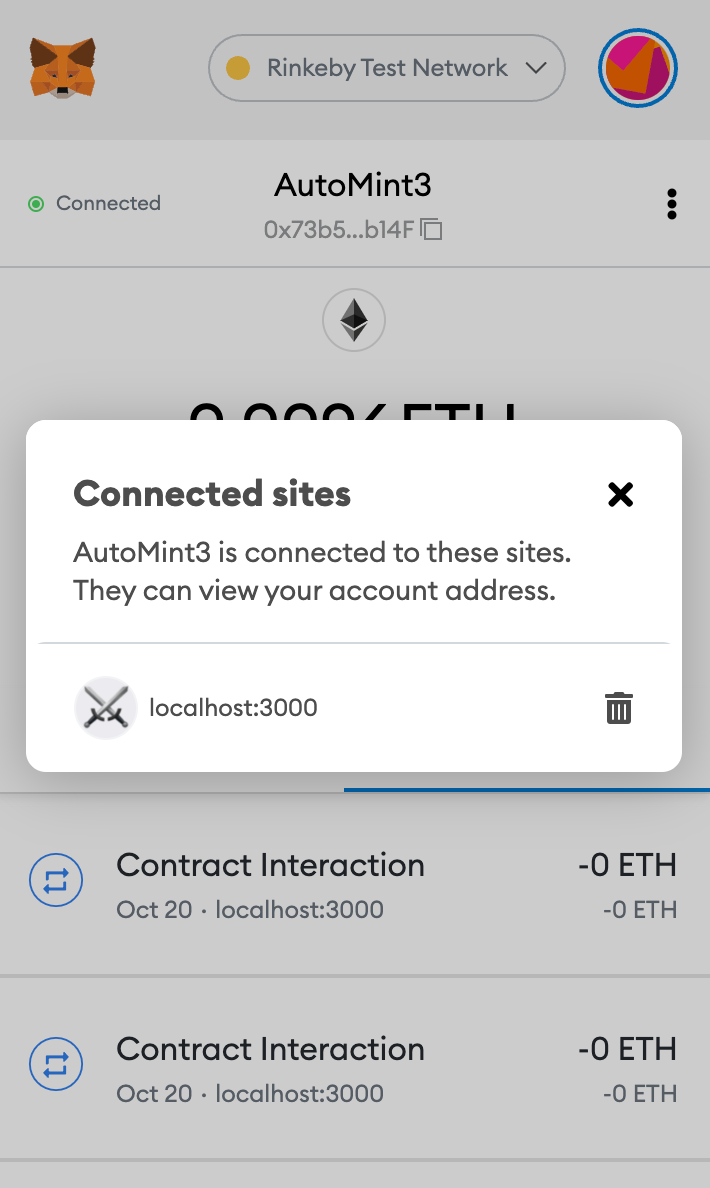 Rinkeby Test Network
Connected
AutoMint3
0x73b5...b14F
ETH
Connected sites
AutoMint3 is connected to these sites.
They can view your account address.
localhost:3000
Contract Interaction
-0 ETH
Oct 20 · localhost:3000
-0 ETH
Contract Interaction
-0 ETH
Oct 20 · localhost:3000
-0 ETH